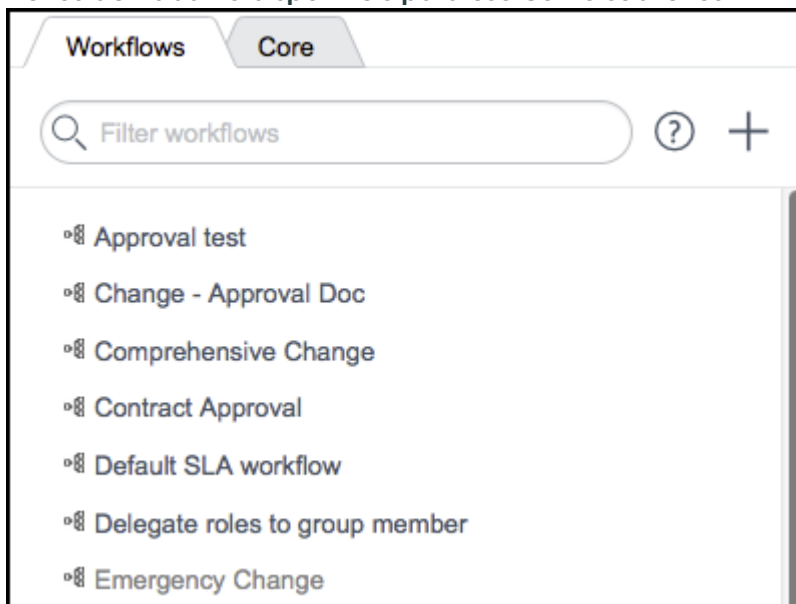 Workflows
Core
Filter workflows
?
Approval test
Change - Approval Doc
Comprehensive Change
Contract Approval
Default SLA workflow
Delegate roles to group member
Emergency Change